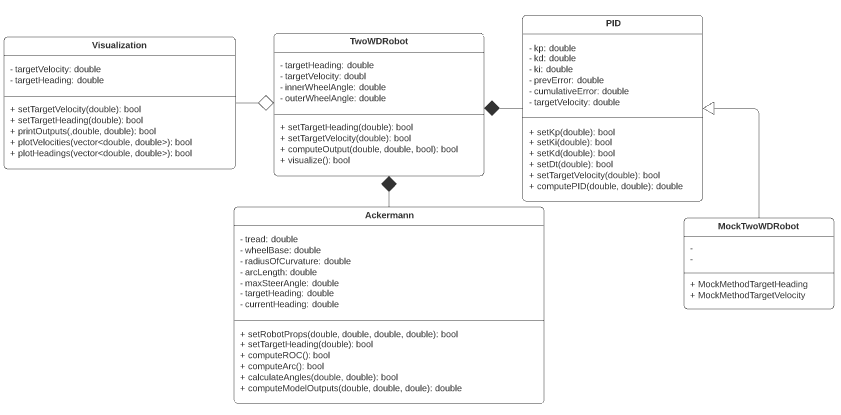 Visualization
- targetVelocity: double
- targetHeading: double
+ setTargetVelocity(double): bool
+ setTargetHeading(double): bool
+ printOutputs(,double, double): bool
+ plotVelocities(vector<double, double>): bool
+ plotHeadings(vector<double, double>): bool
TwoWDRobot
- targetHeading: double
- targetVelocity: doubl
- innerWheelAngle: double
- outerWheelAngle: double
+ setTargetHeading(double): bool
+ setTargetVelocity(double): bool
+ computeOutput(double, double, bool): bool
+ visualize(): bool
PID
- kp: double
- kd: double
- ki: double
- prevError: double
- cumulativeError: double
- targetVelocity: double
+ setKp(double): bool
+ setKi(double): bool
+ setKd(double): bool
+ setDt(double): bool
+ setTargetVelocity(double): bool
+ computePID(double, double): double
Ackermann
- tread: double
- wheelBase: double
- radiusOfCurvature: double
- arcLength: double
- maxSteerAngle: double
- targetHeading: double
- currentHeading: double
+ setRobotProps(double, double, double, double): bool
+ setTargetHeading(double): bool
+ computeROC(): bool
+ computeArc(): bool
+ calculateAngles(double, double): bool
+ computeModelOutputs(double, double, doule): double
MockTwoWDRobot
-
-
+ MockMethodTargetHeading
+ MockMethodTargetVelocity